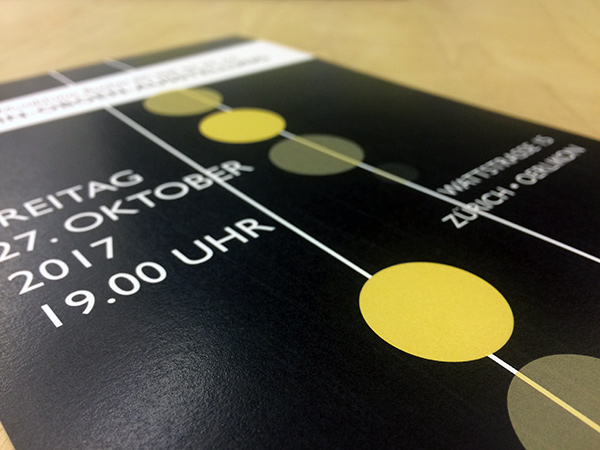 REITAG
27. OKTOBER
2017
19.00 UHR
WATTSTRASSE 15
ZÜRICH • OERLIKON